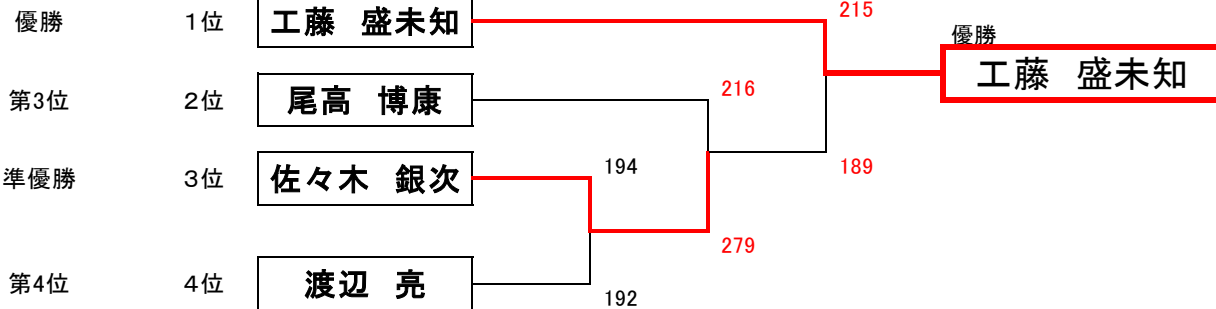 優勝 1位 工藤 盛未知 215
優勝
工藤 盛未知
第3位 2位 尾高 博康 216
準優勝 3位 佐々木 銀次 194 189
279
第4位 4位 渡辺 亮 192